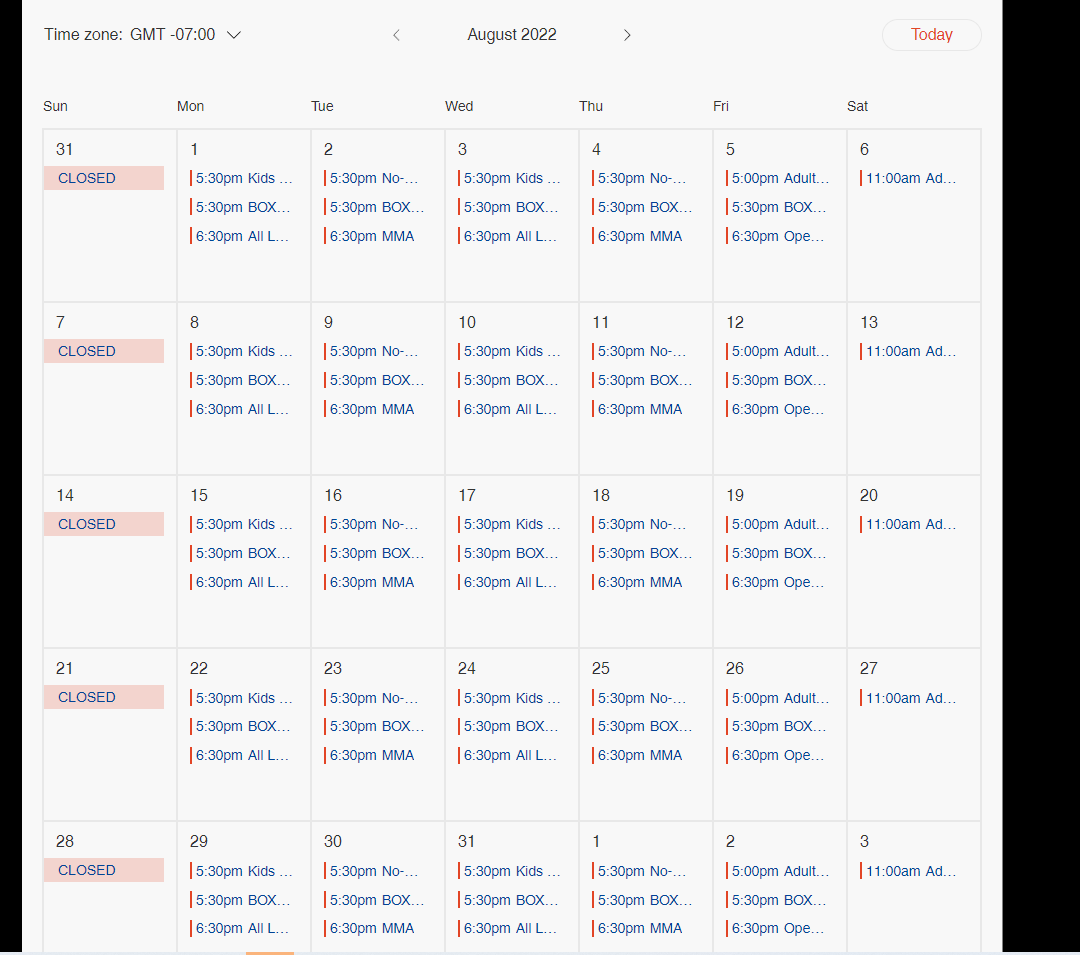 Time zone: GMT -07:00 August 2022 Today
Sun Mon Tue Wed Thu Fri Sat
31 1 2 3 4 5 6
CLOSED 5:30pm Kids ... 5:30pm No-... 5:30pm Kids ... 5:30pm No-... 5:00pm Adult... 11:00am Ad...
5:30pm BOX... 5:30pm BOX... 5:30pm BOX... 5:30pm BOX... 5:30pm BOX...
6:30pm All L... 6:30pm MMA 6:30pm All L... 6:30pm MMA 6:30pm Ope...
7 8 9 10 11 12 13
CLOSED 5:30pm Kids ... 5:30pm No-... 5:30pm Kids ... 5:30pm No-... 5:00pm Adult... 11:00am Ad...
5:30pm BOX... 5:30pm BOX... 5:30pm BOX... 5:30pm BOX... 5:30pm BOX...
6:30pm All L... 6:30pm MMA 6:30pm All L... 6:30pm MMA 6:30pm Ope...
14 15 16 17 18 19 20
CLOSED 5:30pm Kids ... 5:30pm No-... 5:30pm Kids ... 5:30pm No-... 5:00pm Adult... 11:00am Ad...
5:30pm BOX... 5:30pm BOX... 5:30pm BOX... 5:30pm BOX... 5:30pm BOX...
6:30pm All L... 6:30pm MMA 6:30pm All L... 6:30pm MMA 6:30pm Ope...
21 22 23 24 25 26 27
CLOSED 5:30pm Kids ... 5:30pm No-... 5:30pm Kids ... 5:30pm No-... 5:00pm Adult... 11:00am Ad...
5:30pm BOX... 5:30pm BOX... 5:30pm BOX... 5:30pm BOX... 5:30pm BOX...
6:30pm All L... 6:30pm MMA 6:30pm All L... 6:30pm MMA 6:30pm Ope...
28 29 30 31 1 2 3
CLOSED 5:30pm Kids ... 5:30pm No-... 5:30pm Kids ... 5:30pm No-... 5:00pm Adult... 11:00am Ad...
5:30pm BOX... 5:30pm BOX... 5:30pm BOX... 5:30pm BOX... 5:30pm BOX...
6:30pm All L... 6:30pm MMA 6:30pm All L... 6:30pm MMA 6:30pm Ope...